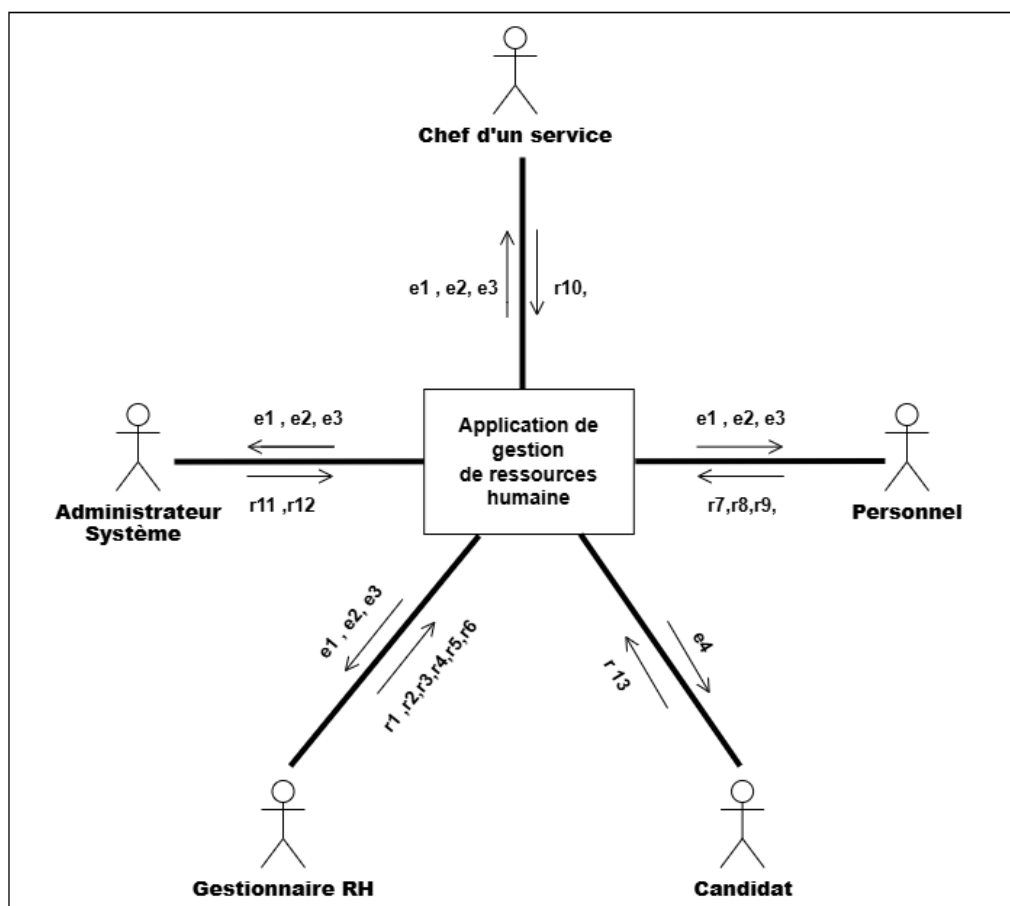 Chef d'un service
e1 , e2, e3
r10,
Application de
gestion
de ressources
humaine
e1 , e2, e3
r11 ,r12
Administrateur
Système
e1 , e2, e3
r7,r8,r9,
Personnel
e1 , e2, e3
r1 ,r2,r3,r4,r5,r6
e4
r 13
Gestionnaire RH
Candidat